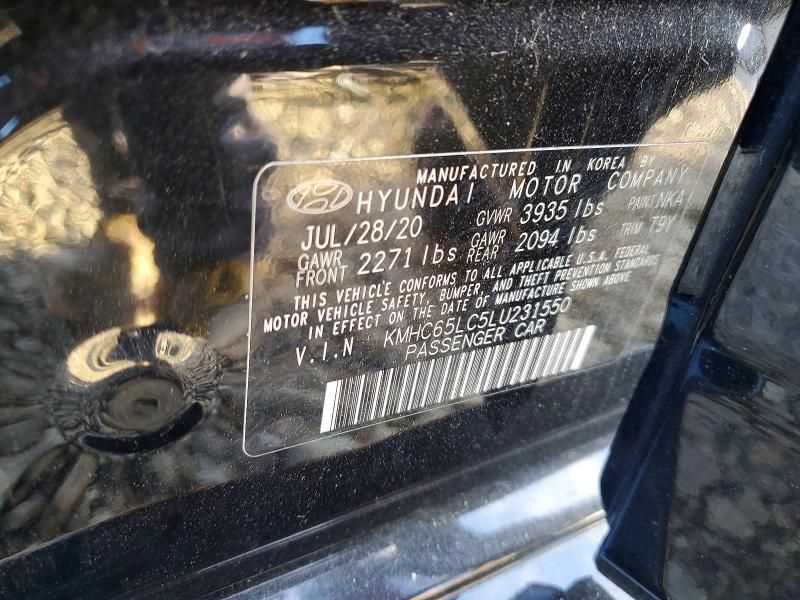 MANUFACTURED IN KOREA BY
HYUNDAI MOTOR COMPANY
JUL/28/20 GVWR 3935 lbs PAINT NKA
GAWR FRONT 2271 lbs GAWR REAR 2094 lbs TRIM T9Y
THIS VEHICLE CONFORMS TO ALL APPLICABLE U.S.A. FEDERAL
MOTOR VEHICLE SAFETY, BUMPER, AND THEFT PREVENTION STANDARDS
IN EFFECT ON THE DATE OF MANUFACTURE SHOWN ABOVE.
V.I.N KMHC65LC5LU231550
PASSENGER CAR